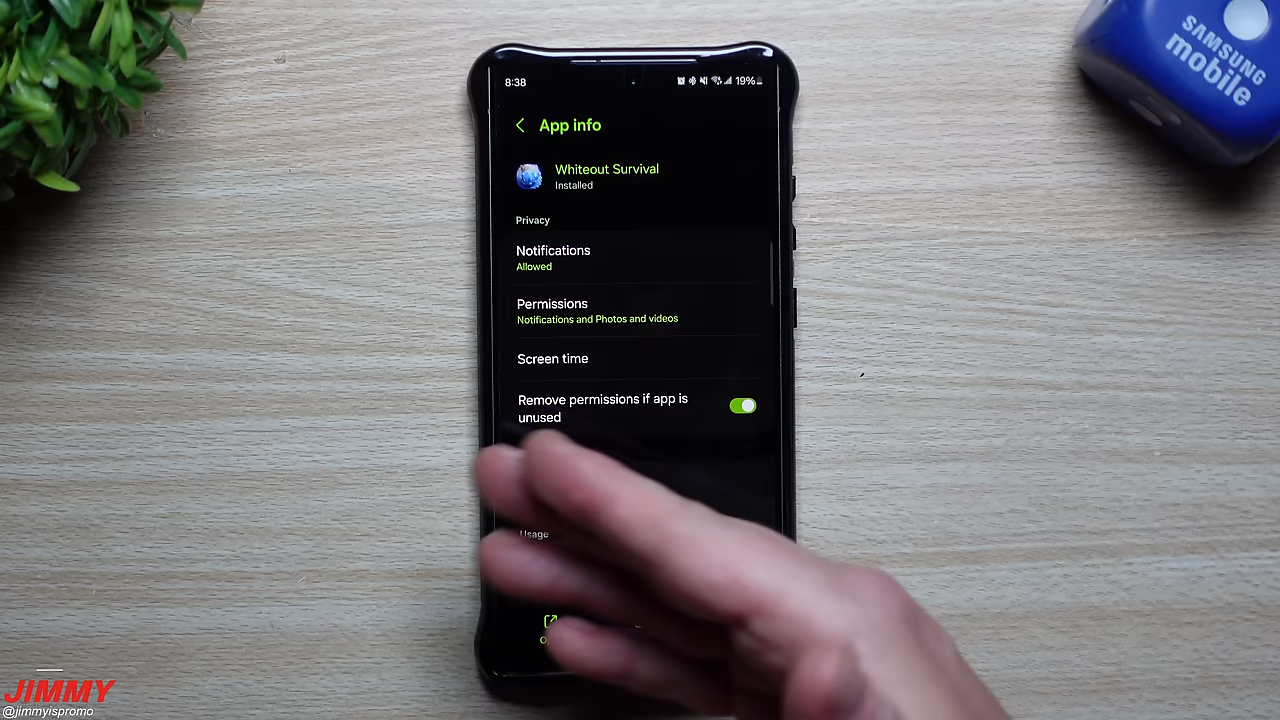 SAMSUNG
mobile
8:38
19%
App info
Whiteout Survival
Installed
Privacy
Notifications
Allowed
Permissions
Notifications and Photos and videos
Screen time
Remove permissions if app is
unused
Usage
JIMMY
@jimmyispromo